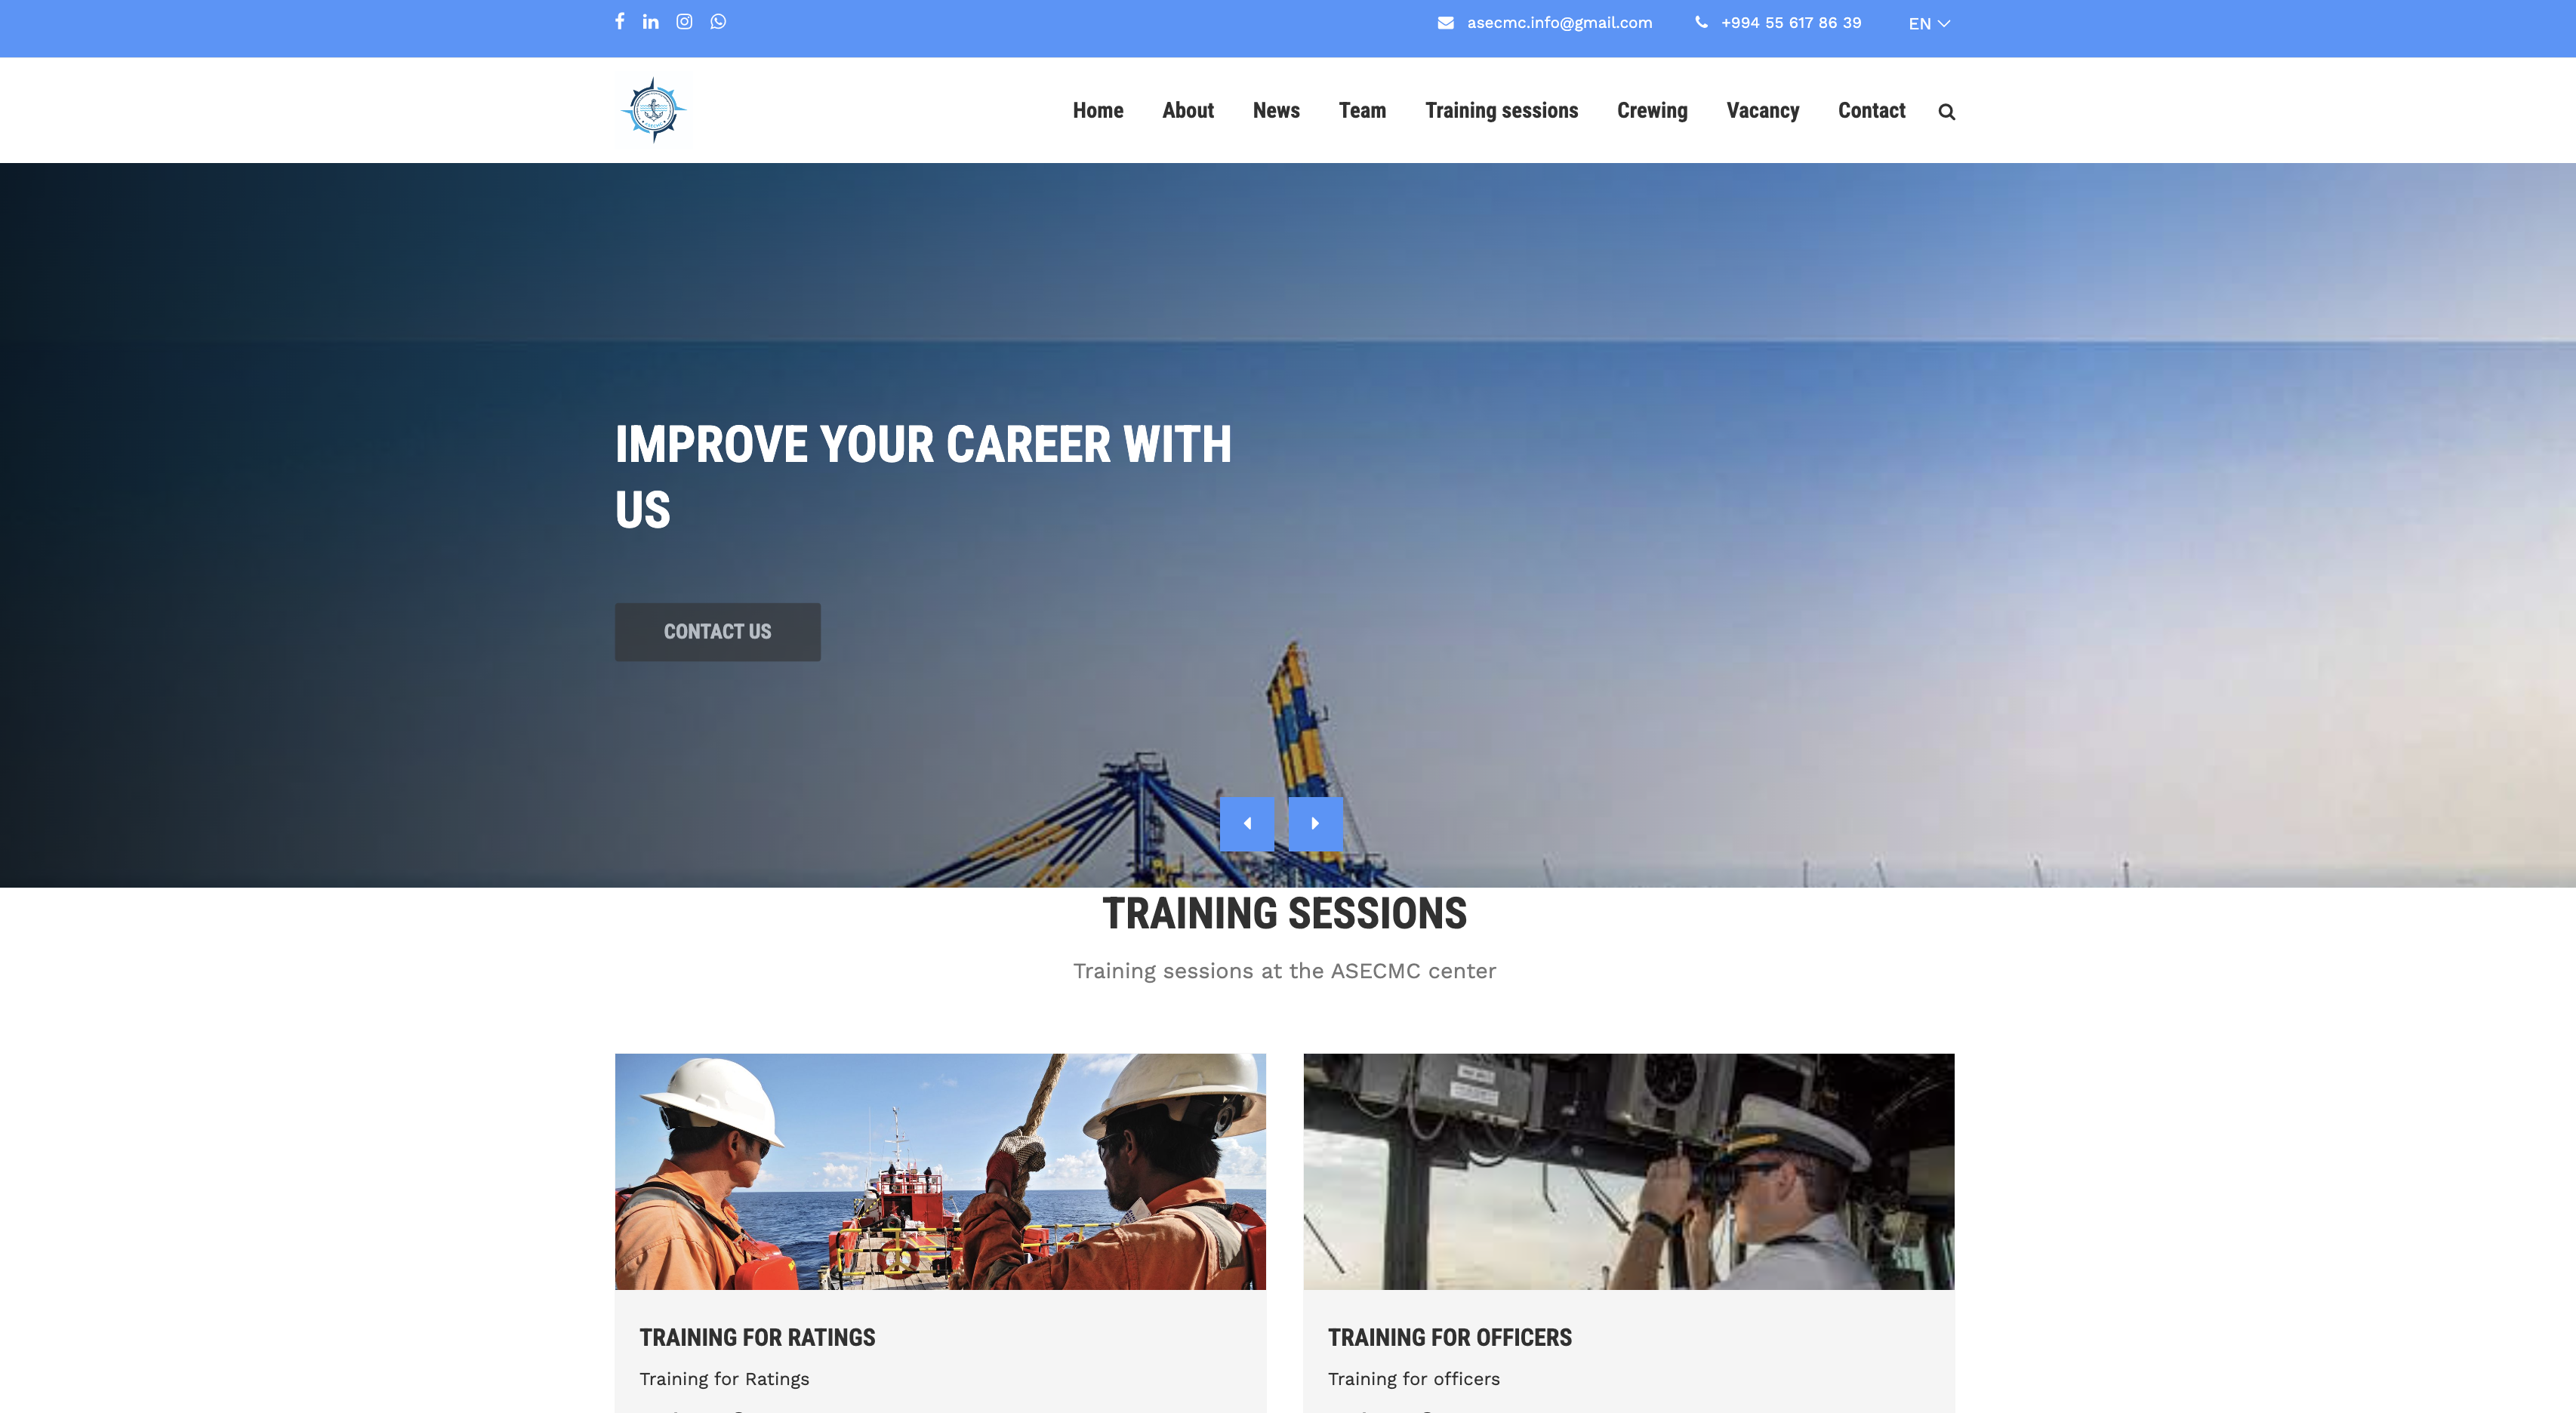 asecmc.info@gmail.com
+994 55 617 86 39
EN
Home
About
News
Team
Training sessions
Crewing
Vacancy
Contact
IMPROVE YOUR CAREER WITH
US
CONTACT US
TRAINING SESSIONS
Training sessions at the ASECMC center
TRAINING FOR RATINGS
Training for Ratings
TRAINING FOR OFFICERS
Training for officers